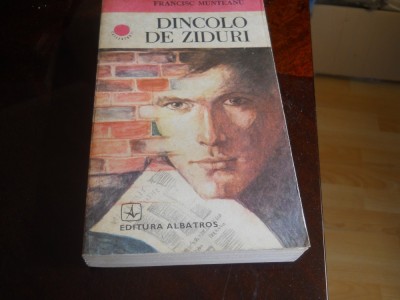 FRANCISC MUNTEANU
DINCOLO
DE ZIDURI
EDITURA ALBATROS